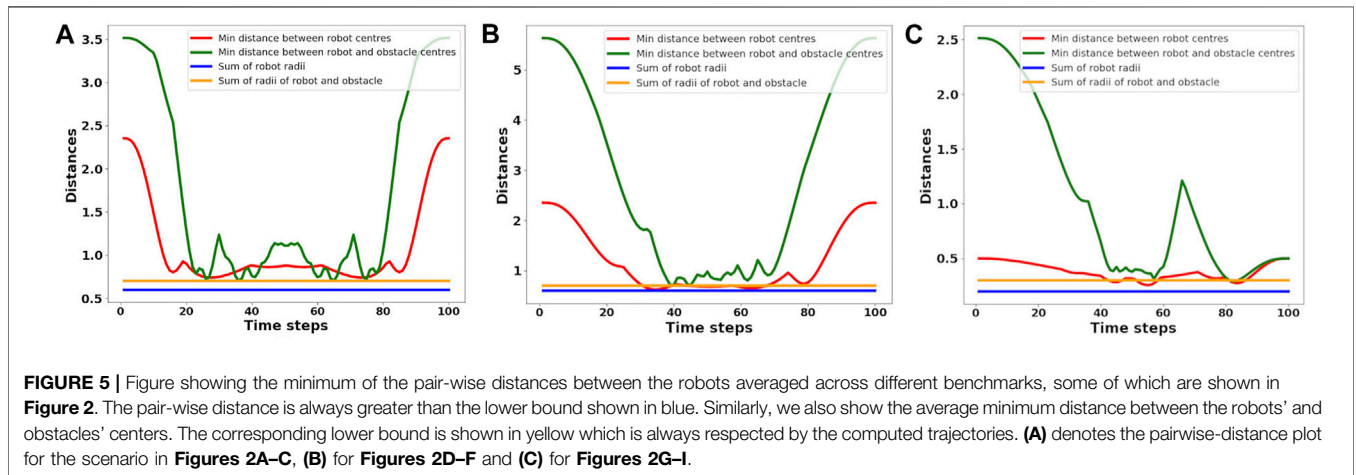 A
Min distance between robot centres
Min distance between robot and obstacle centres
Sum of robot radii
Sum of radii of robot and obstacle
3.5
3.0
2.5
2.0
1.5
1.0
0.5
Distances
0 20 40 60 80 100
Time steps
B
Min distance between robot centres
Min distance between robot and obstacle centres
Sum of robot radii
Sum of radii of robot and obstacle
5
4
3
2
1
Distances
0 20 40 60 80 100
Time steps
C
Min distance between robot centres
Min distance between robot and obstacle centres
Sum of robot radii
Sum of radii of robot and obstacle
2.5
2.0
1.5
1.0
0.5
Distances
0 20 40 60 80 100
Time steps
FIGURE 5 | Figure showing the minimum of the pair-wise distances between the robots averaged across different benchmarks, some of which are shown in
Figure 2. The pair-wise distance is always greater than the lower bound shown in blue. Similarly, we also show the average minimum distance between the robots’ and
obstacles’ centers. The corresponding lower bound is shown in yellow which is always respected by the computed trajectories. (A) denotes the pairwise-distance plot
for the scenario in Figures 2A–C, (B) for Figures 2D–F and (C) for Figures 2G–I.